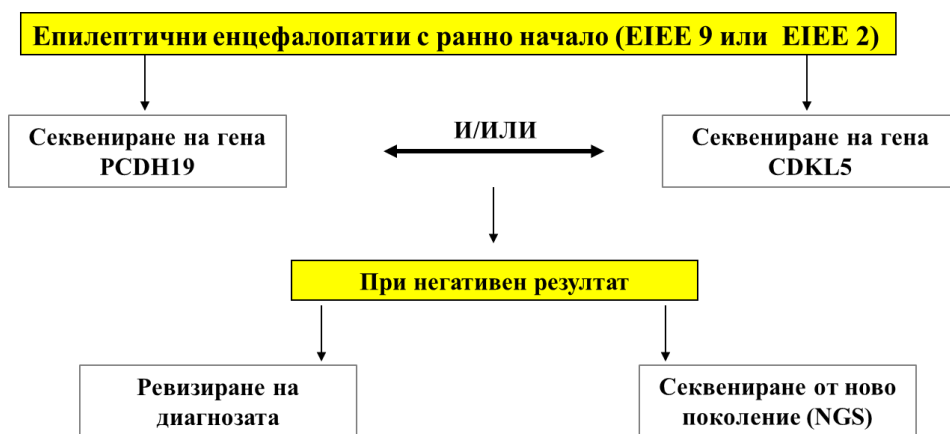 Епилептични енцефалопатии с ранно начало (EIEE 9 или  EIEE 2)
Секвениране на гена
PCDH19
И/ИЛИ
Секвениране на гена
CDKL5
При негативен резултат
Ревизиране на
диагнозата
Секвениране от ново
поколение (NGS)